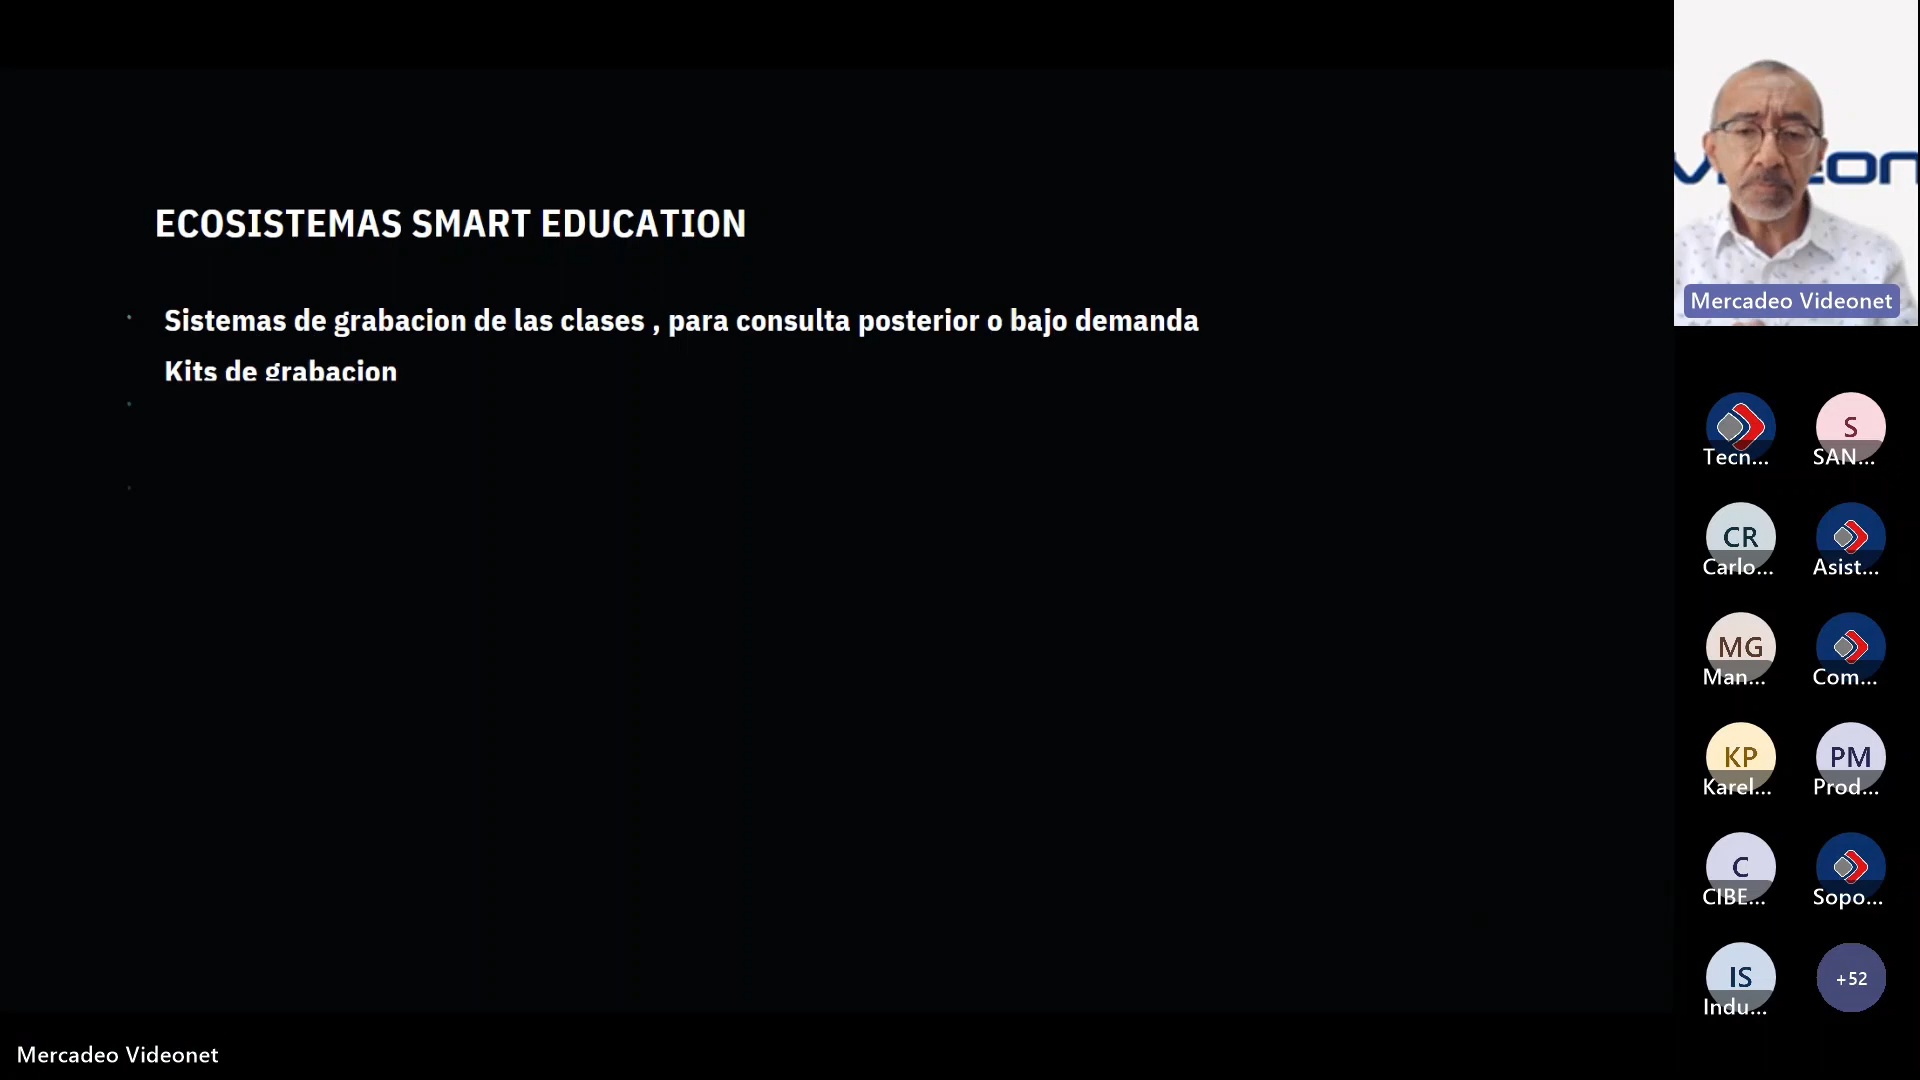 ECOSISTEMAS SMART EDUCATION
Sistemas de grabacion de las clases , para consulta posterior o bajo demanda
Kits de grabacion
Mercadeo Videonet
Tecn...
S
SAN...
CR
Carlo...
Asist...
MG
Man...
Com...
KP
Karel...
PM
Prod...
C
CIBE...
Sopo...
IS
Indu...
+52
Mercadeo Videonet